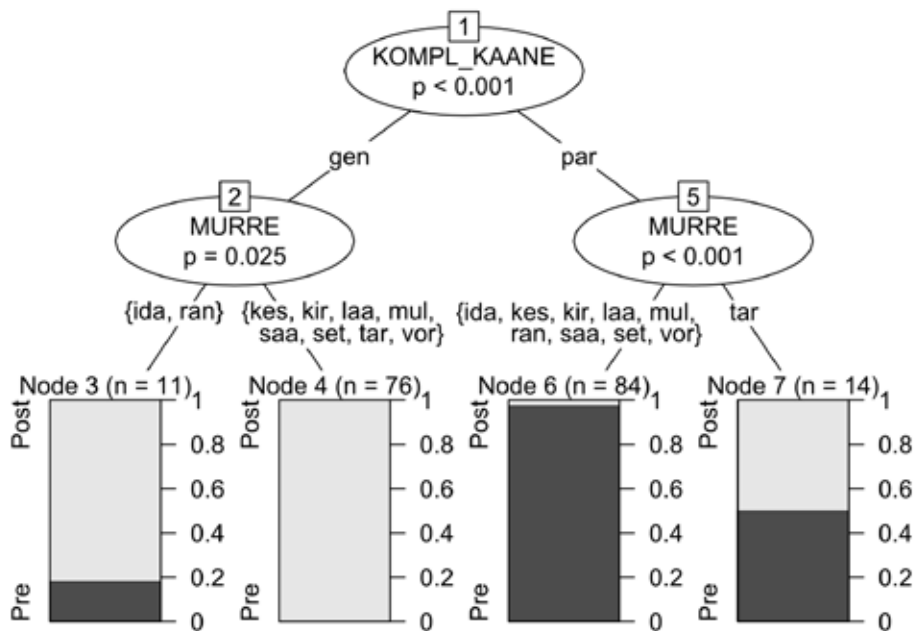 1
KOMPL_KAANE
p < 0.001
gen
par
2
MURRE
p = 0.025
5
MURRE
p < 0.001
{ida, ran}
{kes, kir, laa, mul,
saa, set, tar, vor}
{ida, kes, kir, laa, mul,
ran, saa, set, vor}
tar
Node 3 (n = 11)
Post
Pre
1
0.8
0.6
0.4
0.2
0
Node 4 (n = 76)
Post
Pre
1
0.8
0.6
0.4
0.2
0
Node 6 (n = 84)
Post
Pre
1
0.8
0.6
0.4
0.2
0
Node 7 (n = 14)
Post
Pre
1
0.8
0.6
0.4
0.2
0